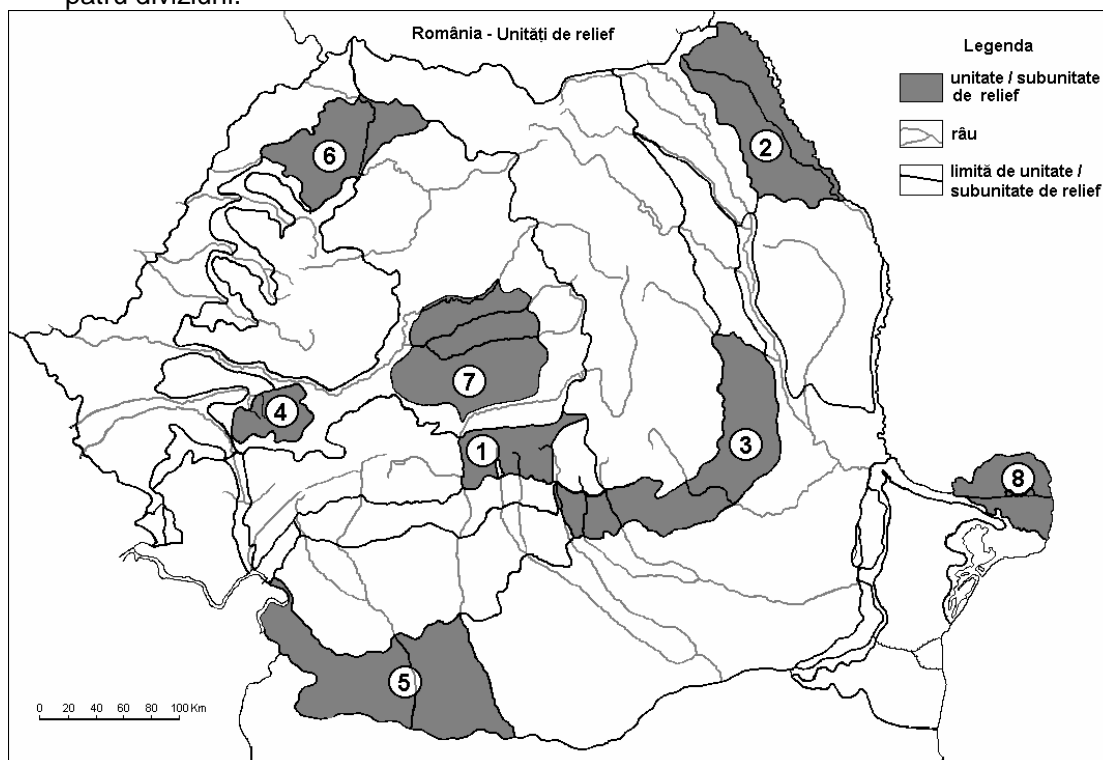 patru diviziuni.
România - Unități de relief
Legenda
unitate / subunitate
de relief
râu
limită de unitate /
subunitate de relief
6
2
7
4
1
3
8
5
0 20 40 60 80 100 Km